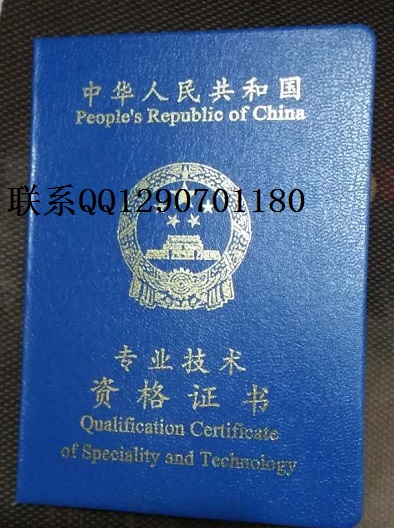 中华人民共和国
People's Republic of China
联系QQ1290701180
专业技术
资格证书
Qualification Certificate
of Speciality and Technology